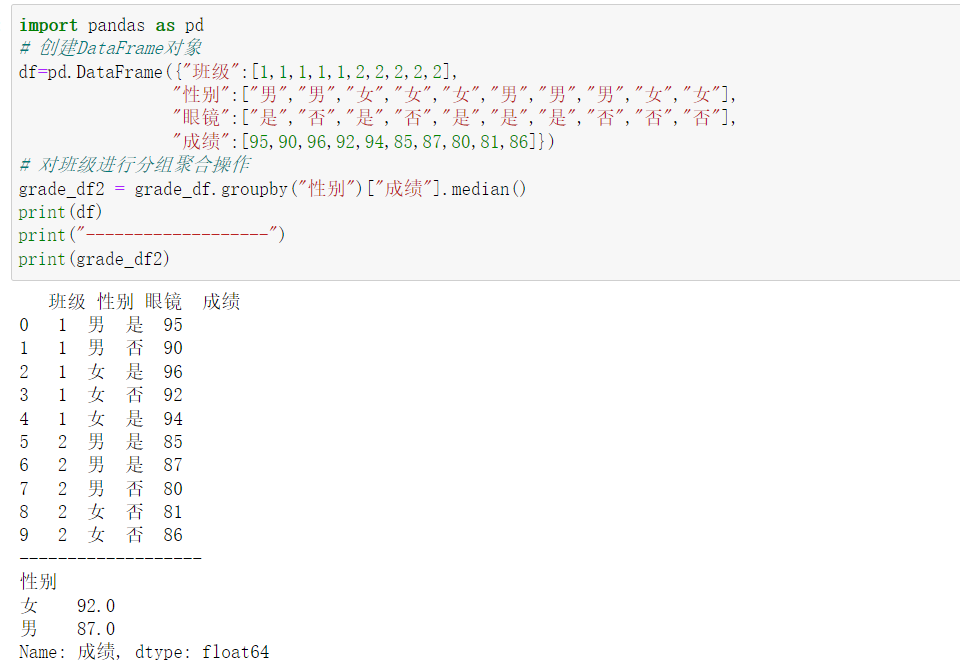 import pandas as pd
# 创建DataFrame对象
df=pd.DataFrame({"班级":[1,1,1,1,1,2,2,2,2,2],
"性别":["男","男","女","女","女","男","男","男","女","女"],
"眼镜":["是","否","是","否","是","是","是","否","否","否"],
"成绩":[95,90,96,92,94,85,87,80,81,86]})
# 对班级进行分组聚合操作
grade_df2 = grade_df.groupby("性别")["成绩"].median()
print(df)
print("-------------------")
print(grade_df2)
班级 性别 眼镜 成绩
0 1 男 是 95
1 1 男 否 90
2 1 女 是 96
3 1 女 否 92
4 1 女 是 94
5 2 男 是 85
6 2 男 是 87
7 2 男 否 80
8 2 女 否 81
9 2 女 否 86
-------------------
性别
女 92.0
男 87.0
Name: 成绩, dtype: float64